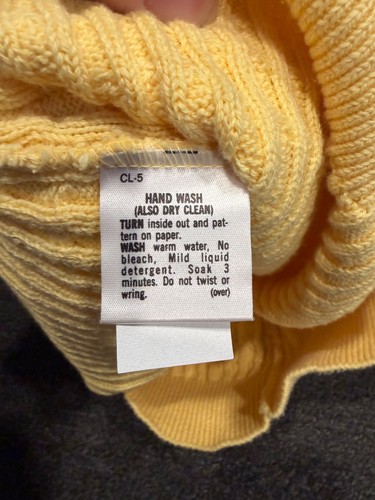 CL-5
HAND WASH
(ALSO DRY CLEAN)
TURN inside out and pat-
tern on paper.
WASH warm water, No
bleach, Mild liquid
detergent. Soak 3
minutes. Do not twist or
wring. (over)